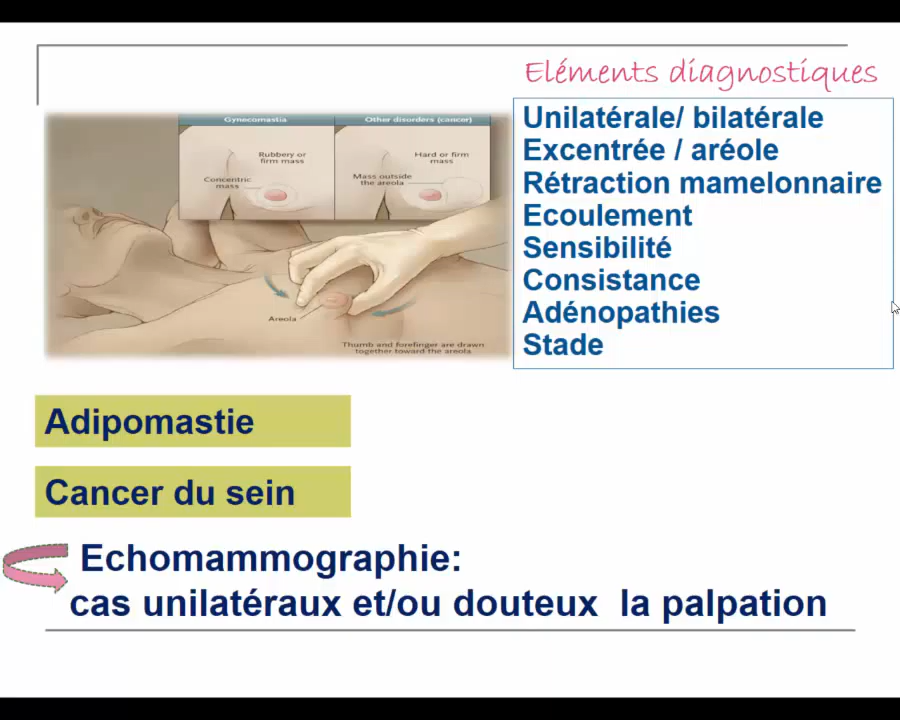 Eléments diagnostiques
Gynecomastia
Other disorders (cancer)
Rubbery or
firm mass
Concentric
mass
Hard or firm
mass
Mass outside
the areola
Areola
Thumb and forefinger are drawn
together toward the areola
Unilatérale/ bilatérale
Excentrée / aréole
Rétraction mamelonnaire
Ecoulement
Sensibilité
Consistance
Adénopathies
Stade
Adipomastie
Cancer du sein
Echomammographie:
cas unilatéraux et/ou douteux la palpation